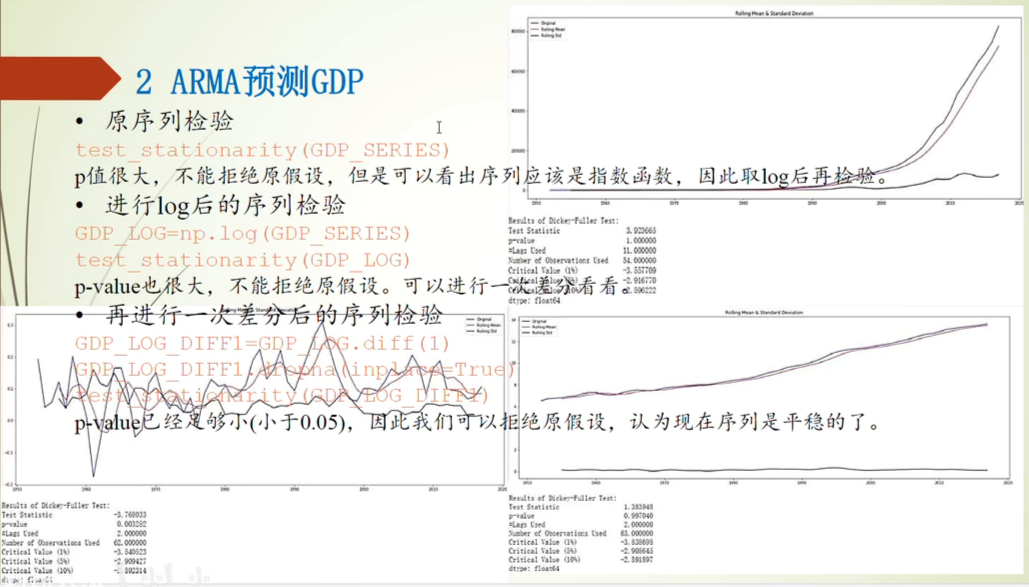 2 ARMA预测GDP
• 原序列检验
test_stationarity(GDP_SERIES)
p值很大，不能拒绝原假设，但是可以看出序列应该是指数函数，因此取log后再检验。
• 进行log后的序列检验
GDP_LOG=np.log(GDP_SERIES)
test_stationarity(GDP_LOG)
p-value也很大，不能拒绝原假设。可以进行一次差分看看。
• 再进行一次差分后的序列检验
GDP_LOG_DIFF1=GDP_LOG.diff(1)
GDP_LOG_DIFF1.dropna(inplace=True)
test_stationarity(GDP_LOG_DIFF1)
p-value已经足够小(小于0.05)，因此我们可以拒绝原假设，认为现在序列是平稳的了。
Rolling Mean & Standard Deviation
Original
Rolling Mean
Rolling Std
Results of Dickey-Fuller Test:
Test Statistic 3.923665
p-value 1.000000
#Lags Used 11.000000
Number of Observations Used 54.000000
Critical Value (1%) -3.557709
-2.916770
dtype: float64
Original
Rolling Mean
Rolling Std
Results of Dickey-Fuller Test:
Test Statistic -3.768033
p-value 0.003252
#Lags Used 2.000000
Number of Observations Used 62.000000
Critical Value (1%) -3.540523
Critical Value (5%) -2.909427
Critical Value (10%) -2.592314
dtype: float64
Rolling Mean & Standard Deviation
Original
Rolling Mean
Rolling Std
Results of Dickey-Fuller Test:
Test Statistic 1.383948
p-value 0.997040
#Lags Used 2.000000
Number of Observations Used 63.000000
Critical Value (1%) -3.538695
Critical Value (5%) -2.908645
Critical Value (10%) -2.591897
dtype: float64